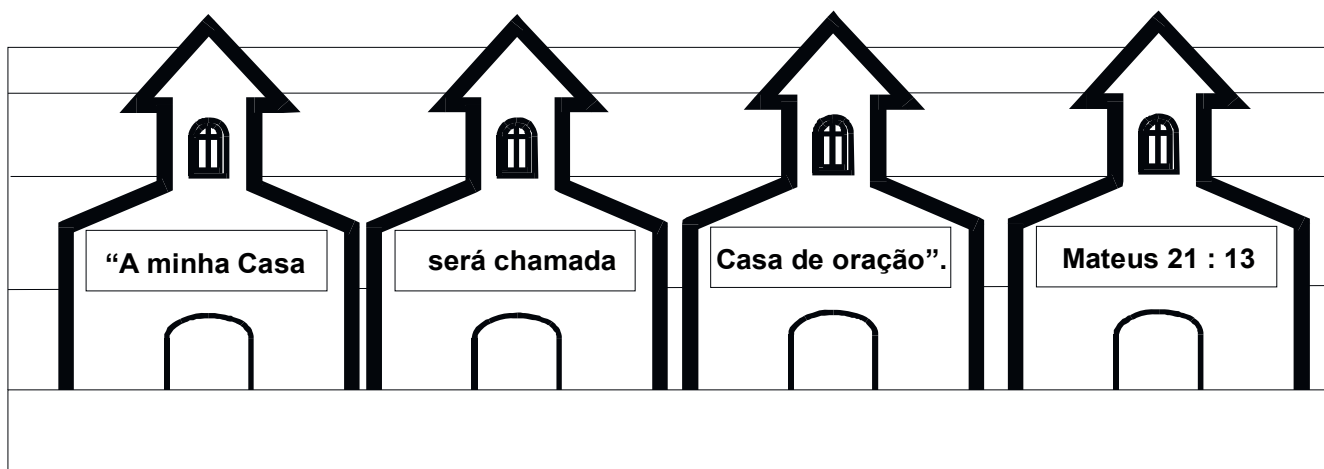 “A minha Casa
será chamada
Casa de oração”.
Mateus 21 : 13